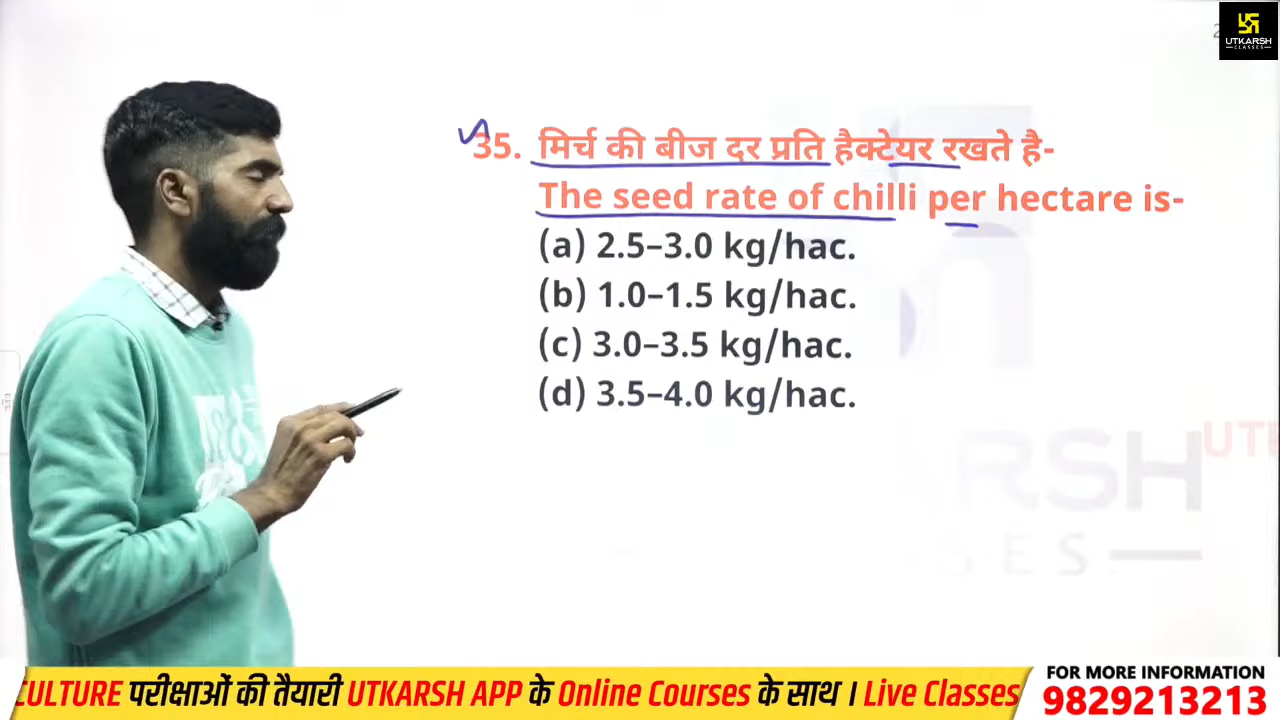 UTKARSH
CLASSES
35. मिर्च की बीज दर प्रति हैक्टेयर रखते है-
The seed rate of chilli per hectare is-
(a) 2.5–3.0 kg/hac.
(b) 1.0–1.5 kg/hac.
(c) 3.0–3.5 kg/hac.
(d) 3.5–4.0 kg/hac.
CULTURE परीक्षाओं की तैयारी UTKARSH APP के Online Courses के साथ । Live Classes
FOR MORE INFORMATION
9829213213